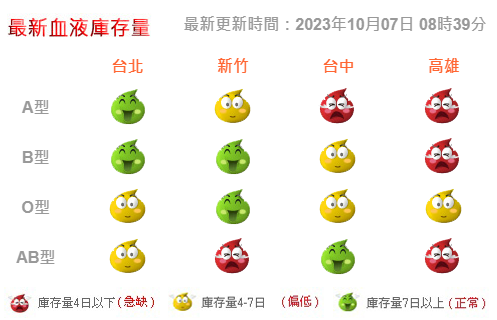 最新血液庫存量
最新更新時間：2023年10月07日 08時39分
台北 新竹 台中 高雄
A型
B型
O型
AB型
庫存量4日以下(急缺) 庫存量4-7日 (偏低) 庫存量7日以上(正常)